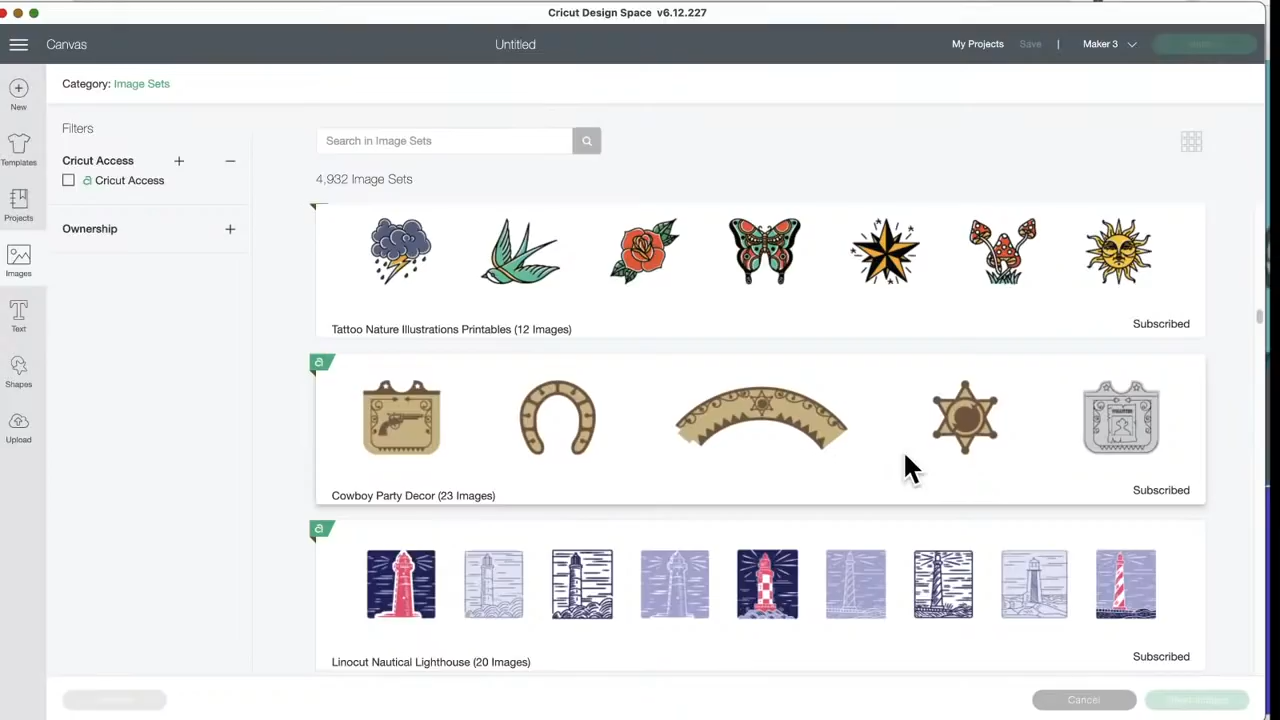 Cricut Design Space v6.12.227
Canvas
Untitled
My Projects
Save
|
Maker 3
Category: Image Sets
New
Templates
Projects
Images
Text
Shapes
Upload
Filters
Cricut Access + −
a Cricut Access
Ownership +
Search in Image Sets
4,932 Image Sets
Tattoo Nature Illustrations Printables (12 Images)
Subscribed
a
Cowboy Party Decor (23 Images)
Subscribed
a
Linocut Nautical Lighthouse (20 Images)
Subscribed
Cancel